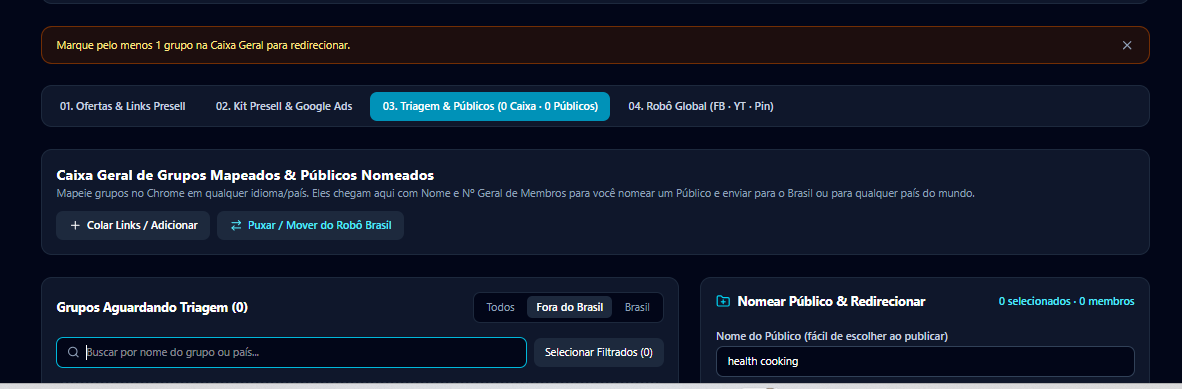 Marque pelo menos 1 grupo na Caixa Geral para redirecionar.
01. Ofertas & Links Presell
02. Kit Presell & Google Ads
03. Triagem & Públicos (0 Caixa · 0 Públicos)
04. Robô Global (FB · YT · Pin)
Caixa Geral de Grupos Mapeados & Públicos Nomeados
Mapeie grupos no Chrome em qualquer idioma/país. Eles chegam aqui com Nome e Nº Geral de Membros para você nomear um Público e enviar para o Brasil ou para qualquer país do mundo.
Colar Links / Adicionar
Puxar / Mover do Robô Brasil
Grupos Aguardando Triagem (0)
Todos
Fora do Brasil
Brasil
Buscar por nome do grupo ou país...
Selecionar Filtrados (0)
Nomear Público & Redirecionar
0 selecionados · 0 membros
Nome do Público (fácil de escolher ao publicar)
health cooking